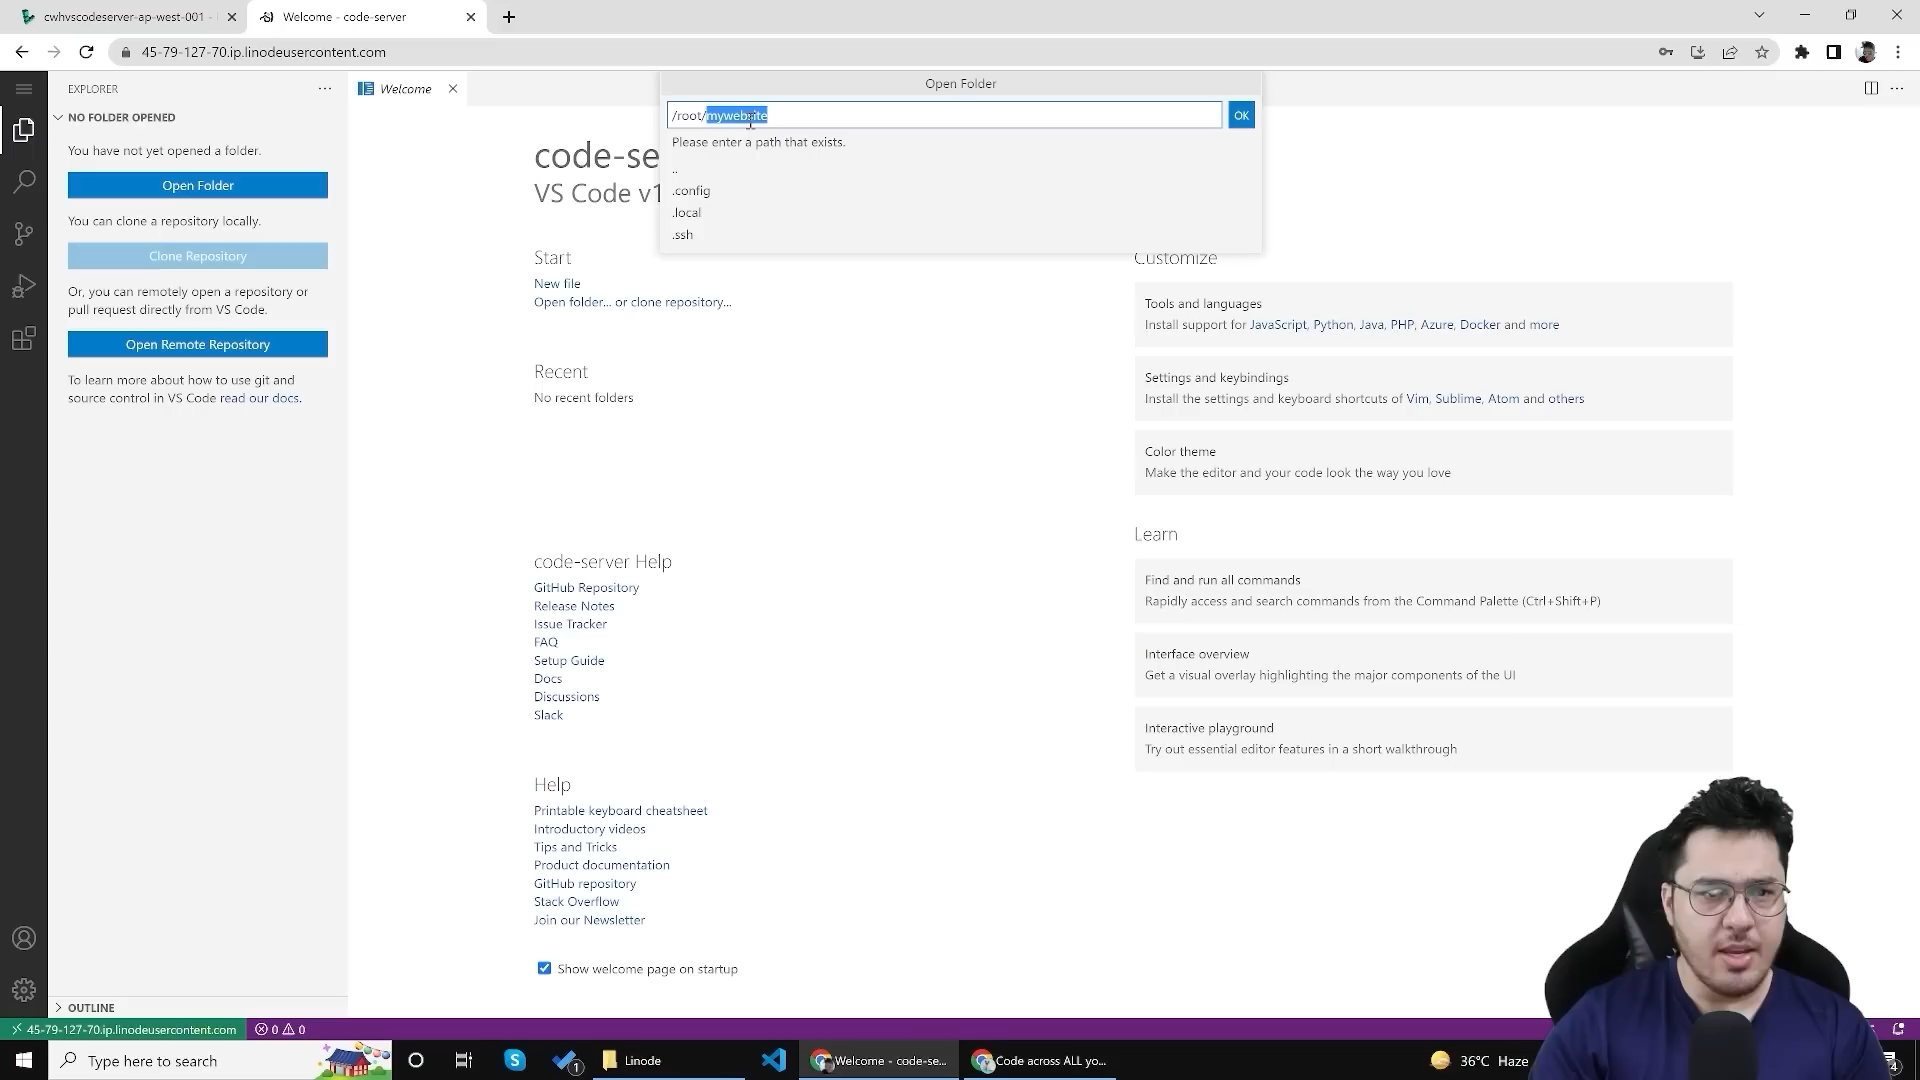 cwhvscodeserver-ap-west-001 -
Welcome - code-server
45-79-127-70.ip.linodeusercontent.com
EXPLORER
Welcome
Open Folder
NO FOLDER OPENED
/root/mywebsite
OK
You have not yet opened a folder.
Please enter a path that exists.
code-se
..
Open Folder
.config
VS Code v1
.local
You can clone a repository locally.
.ssh
Clone Repository
Start
Customize
New file
Or, you can remotely open a repository or
Open folder... or clone repository...
Tools and languages
pull request directly from VS Code.
Install support for JavaScript, Python, Java, PHP, Azure, Docker and more
Open Remote Repository
Recent
Settings and keybindings
To learn more about how to use git and
No recent folders
Install the settings and keyboard shortcuts of Vim, Sublime, Atom and others
source control in VS Code read our docs.
Color theme
Make the editor and your code look the way you love
Learn
code-server Help
Find and run all commands
GitHub Repository
Rapidly access and search commands from the Command Palette (Ctrl+Shift+P)
Release Notes
Issue Tracker
FAQ
Interface overview
Setup Guide
Get a visual overlay highlighting the major components of the UI
Docs
Discussions
Slack
Interactive playground
Try out essential editor features in a short walkthrough
Help
Printable keyboard cheatsheet
Introductory videos
Tips and Tricks
Product documentation
GitHub repository
Stack Overflow
Join our Newsletter
Show welcome page on startup
OUTLINE
45-79-127-70.ip.linodeusercontent.com
0
0
Type here to search
1
Linode
Welcome - code-se...
Code across ALL yo...
36°C Haze
4